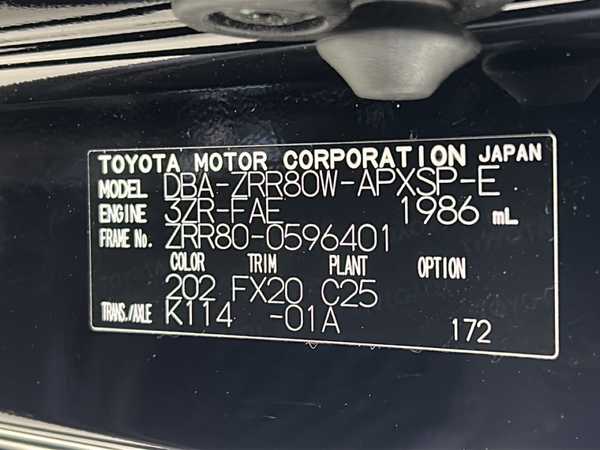 TOYOTA MOTOR CORPORATION JAPAN
MODEL DBA-ZRR80W-APXSP-E
ENGINE 3ZR-FAE 1986 mL
FRAME No. ZRR80-0596401
COLOR TRIM PLANT OPTION
202 FX20 C25
TRANS./AXLE K114 -01A
172